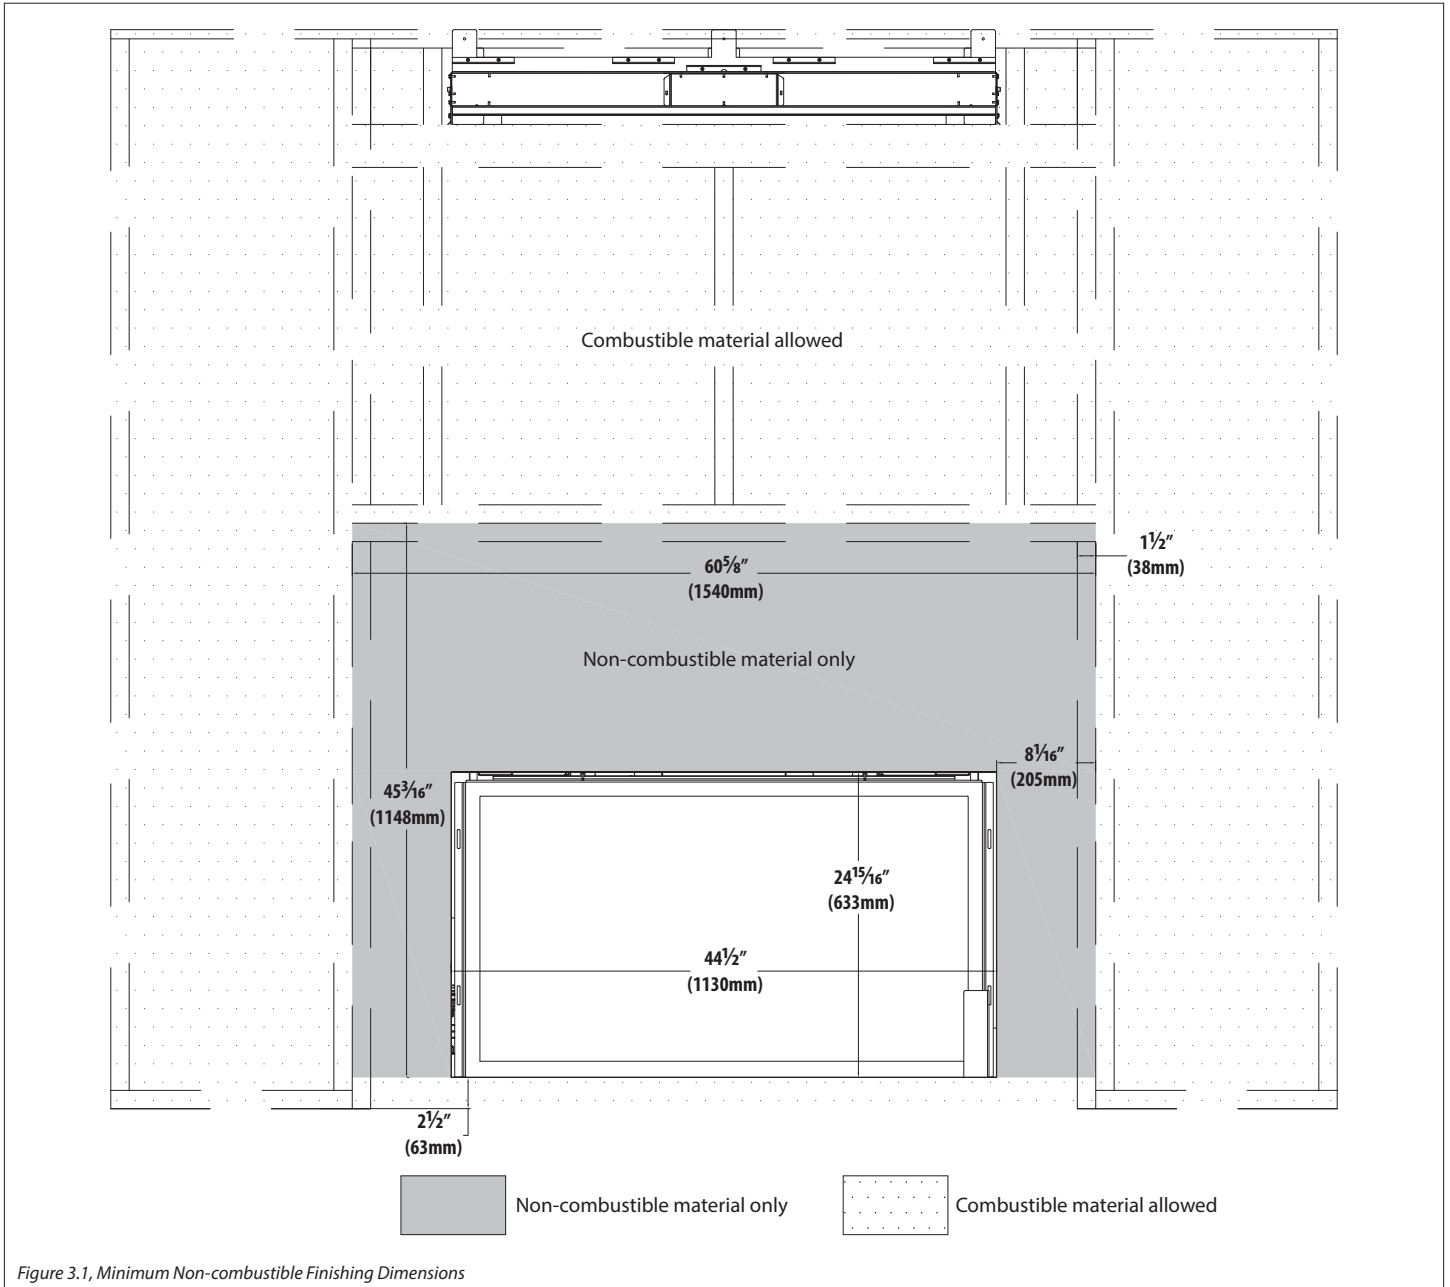 Combustible material allowed
1½"
(38mm)
60⅝"
(1540mm)
Non-combustible material only
8¹⁄₁₆"
(205mm)
45³⁄₁₆"
(1148mm)
24¹⁵⁄₁₆"
(633mm)
44½"
(1130mm)
2½"
(63mm)
Non-combustible material only
Combustible material allowed
Figure 3.1, Minimum Non-combustible Finishing Dimensions